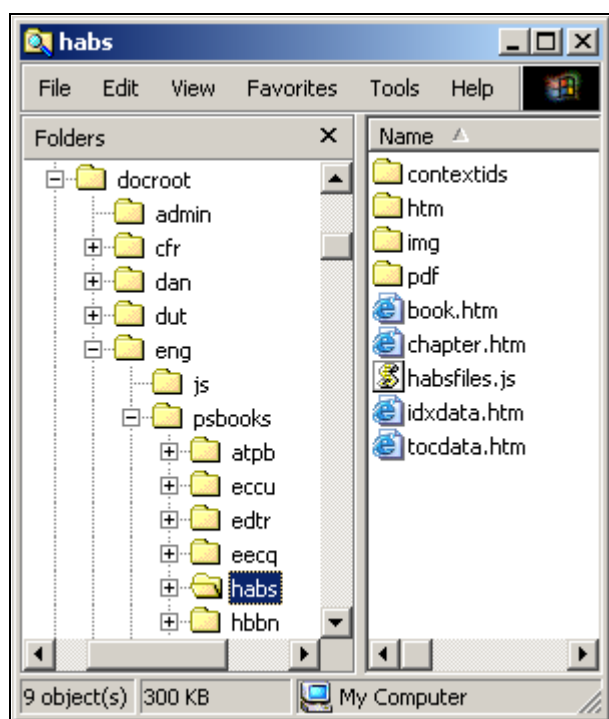 habs
File Edit View Favorites Tools Help
Folders
docroot
admin
cfr
dan
dut
eng
js
psbooks
atpb
eccu
edtr
eecq
habs
hbbn
Name
contextids
htm
img
pdf
book.htm
chapter.htm
habsfiles.js
idxdata.htm
tocdata.htm
9 object(s) 300 KB My Computer